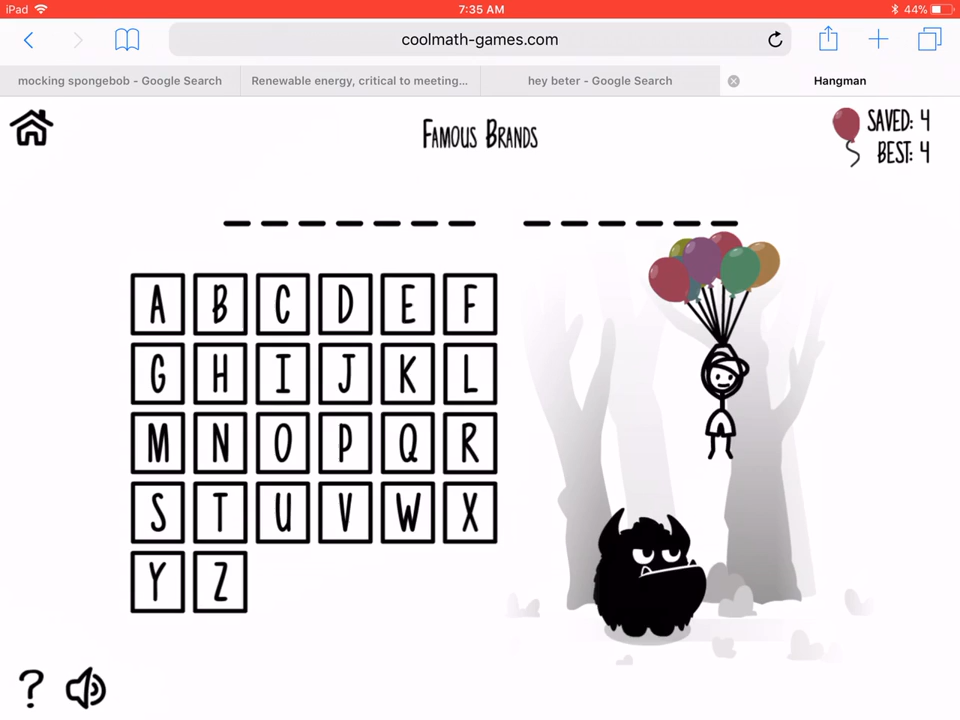 iPad 7:35 AM 44%
coolmath-games.com
mocking spongebob - Google Search Renewable energy, critical to meeting... hey beter - Google Search Hangman
FAMOUS BRANDS
SAVED: 4
BEST: 4
A B C D E F
G H I J K L
M N O P Q R
S T U V W X
Y Z
?